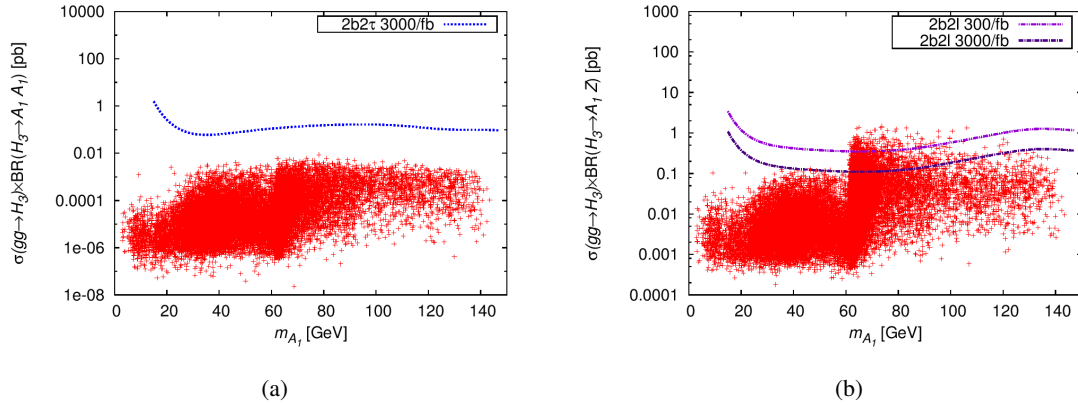 σ(gg→H₃)×BR(H₃→A₁ A₁) [pb]
10000
100
1
0.01
0.0001
1e-06
1e-08
2b2τ 3000/fb
0 20 40 60 80 100 120 140
m_A₁ [GeV]
(a)
σ(gg→H₃)×BR(H₃→A₁ Z) [pb]
1000
100
10
1
0.1
0.01
0.001
0.0001
2b2l 300/fb
2b2l 3000/fb
0 20 40 60 80 100 120 140
m_A₁ [GeV]
(b)